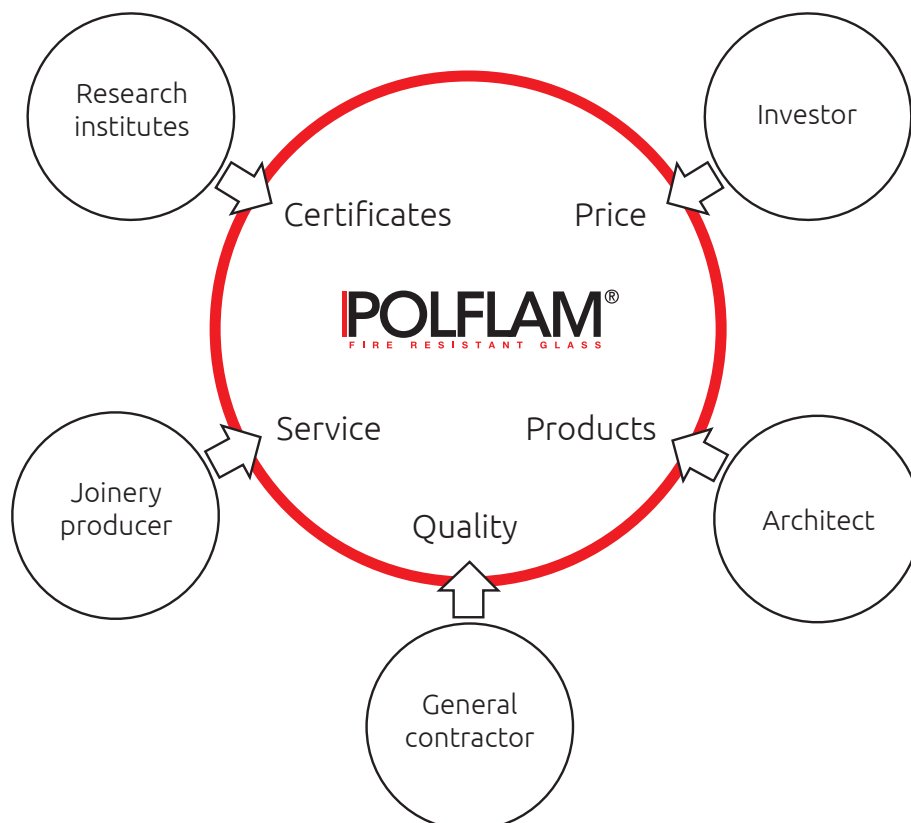 Research
institutes
Investor
Certificates
Price
POLFLAM®
FIRE RESISTANT GLASS
Service
Products
Joinery
producer
Quality
Architect
General
contractor